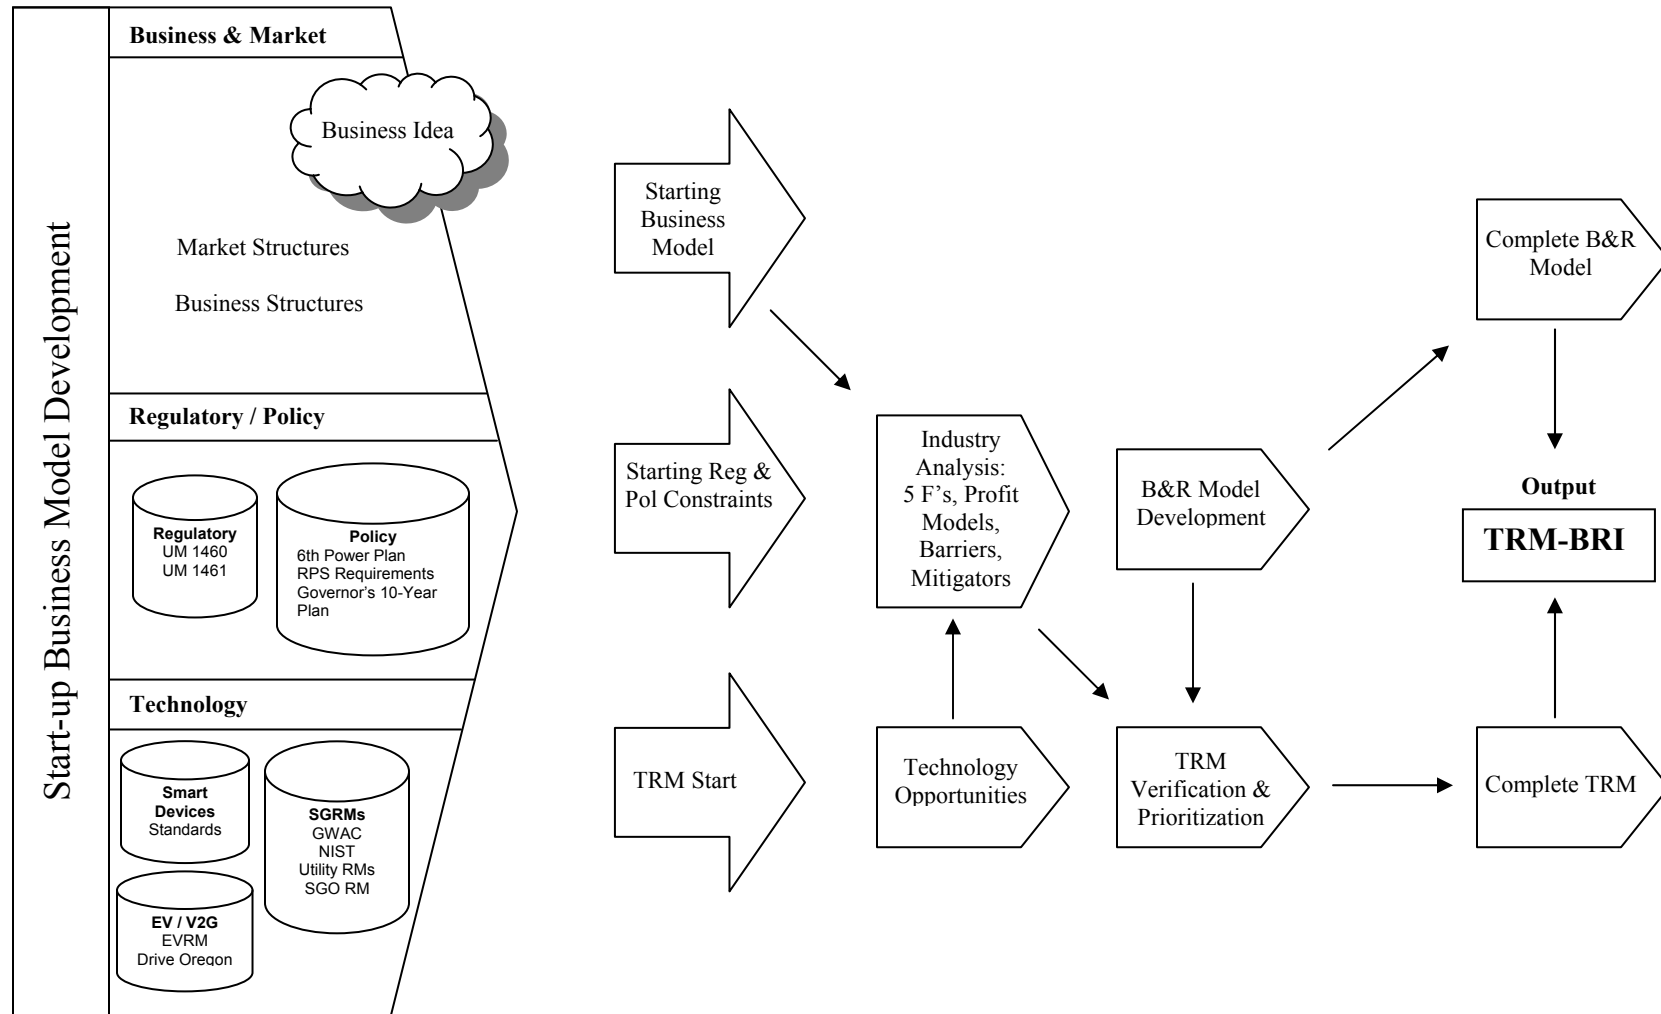 Start-up Business Model Development
Business & Market
Business Idea
Market Structures
Business Structures
Regulatory / Policy
Regulatory
UM 1460
UM 1461
Policy
6th Power Plan
RPS Requirements
Governor's 10-Year
Plan
Technology
Smart
Devices
Standards
SGRMs
GWAC
NIST
Utility RMs
SGO RM
EV / V2G
EVRM
Drive Oregon
Starting
Business
Model
Starting Reg &
Pol Constraints
TRM Start
Industry
Analysis:
5 F's, Profit
Models,
Barriers,
Mitigators
Technology
Opportunities
B&R Model
Development
TRM
Verification &
Prioritization
Complete B&R
Model
Output
TRM-BRI
Complete TRM